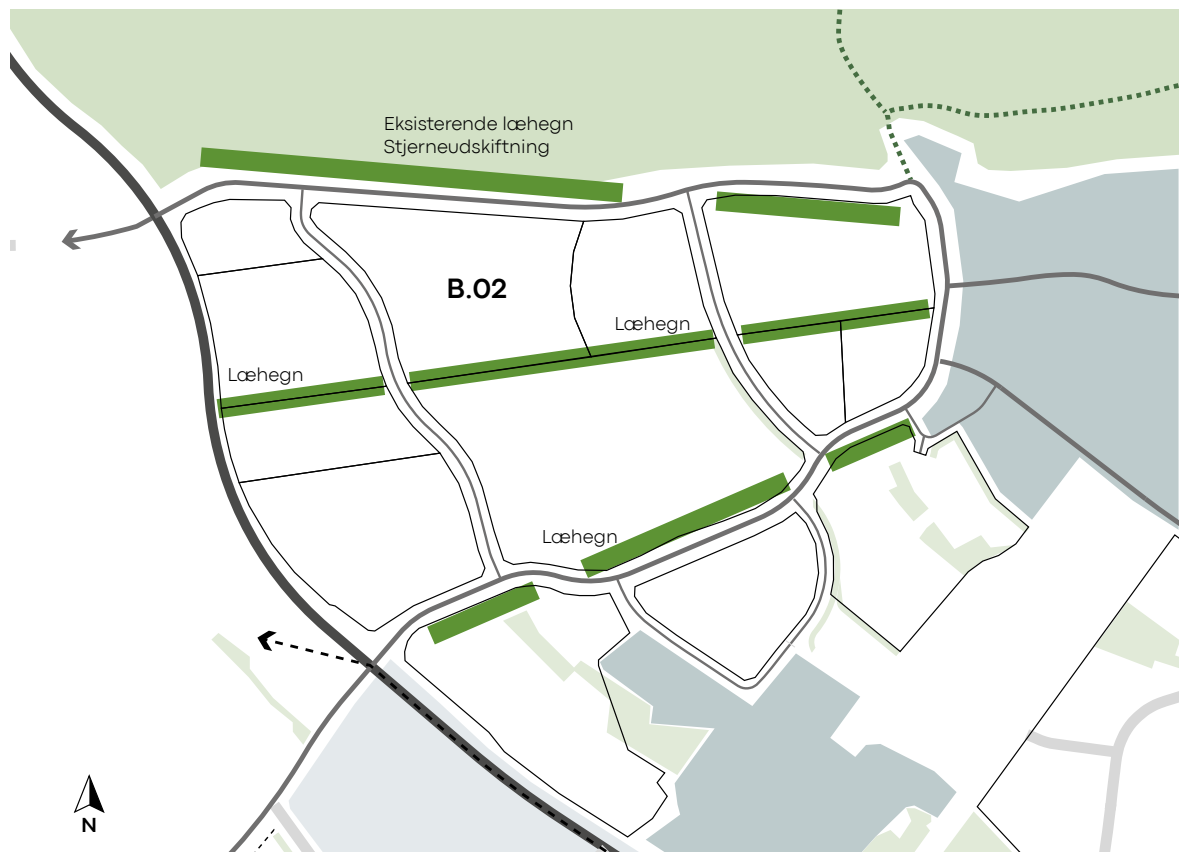 Eksisterende læhegn
Stjerneudskiftning
B.02
Læhegn
Læhegn
Læhegn
N